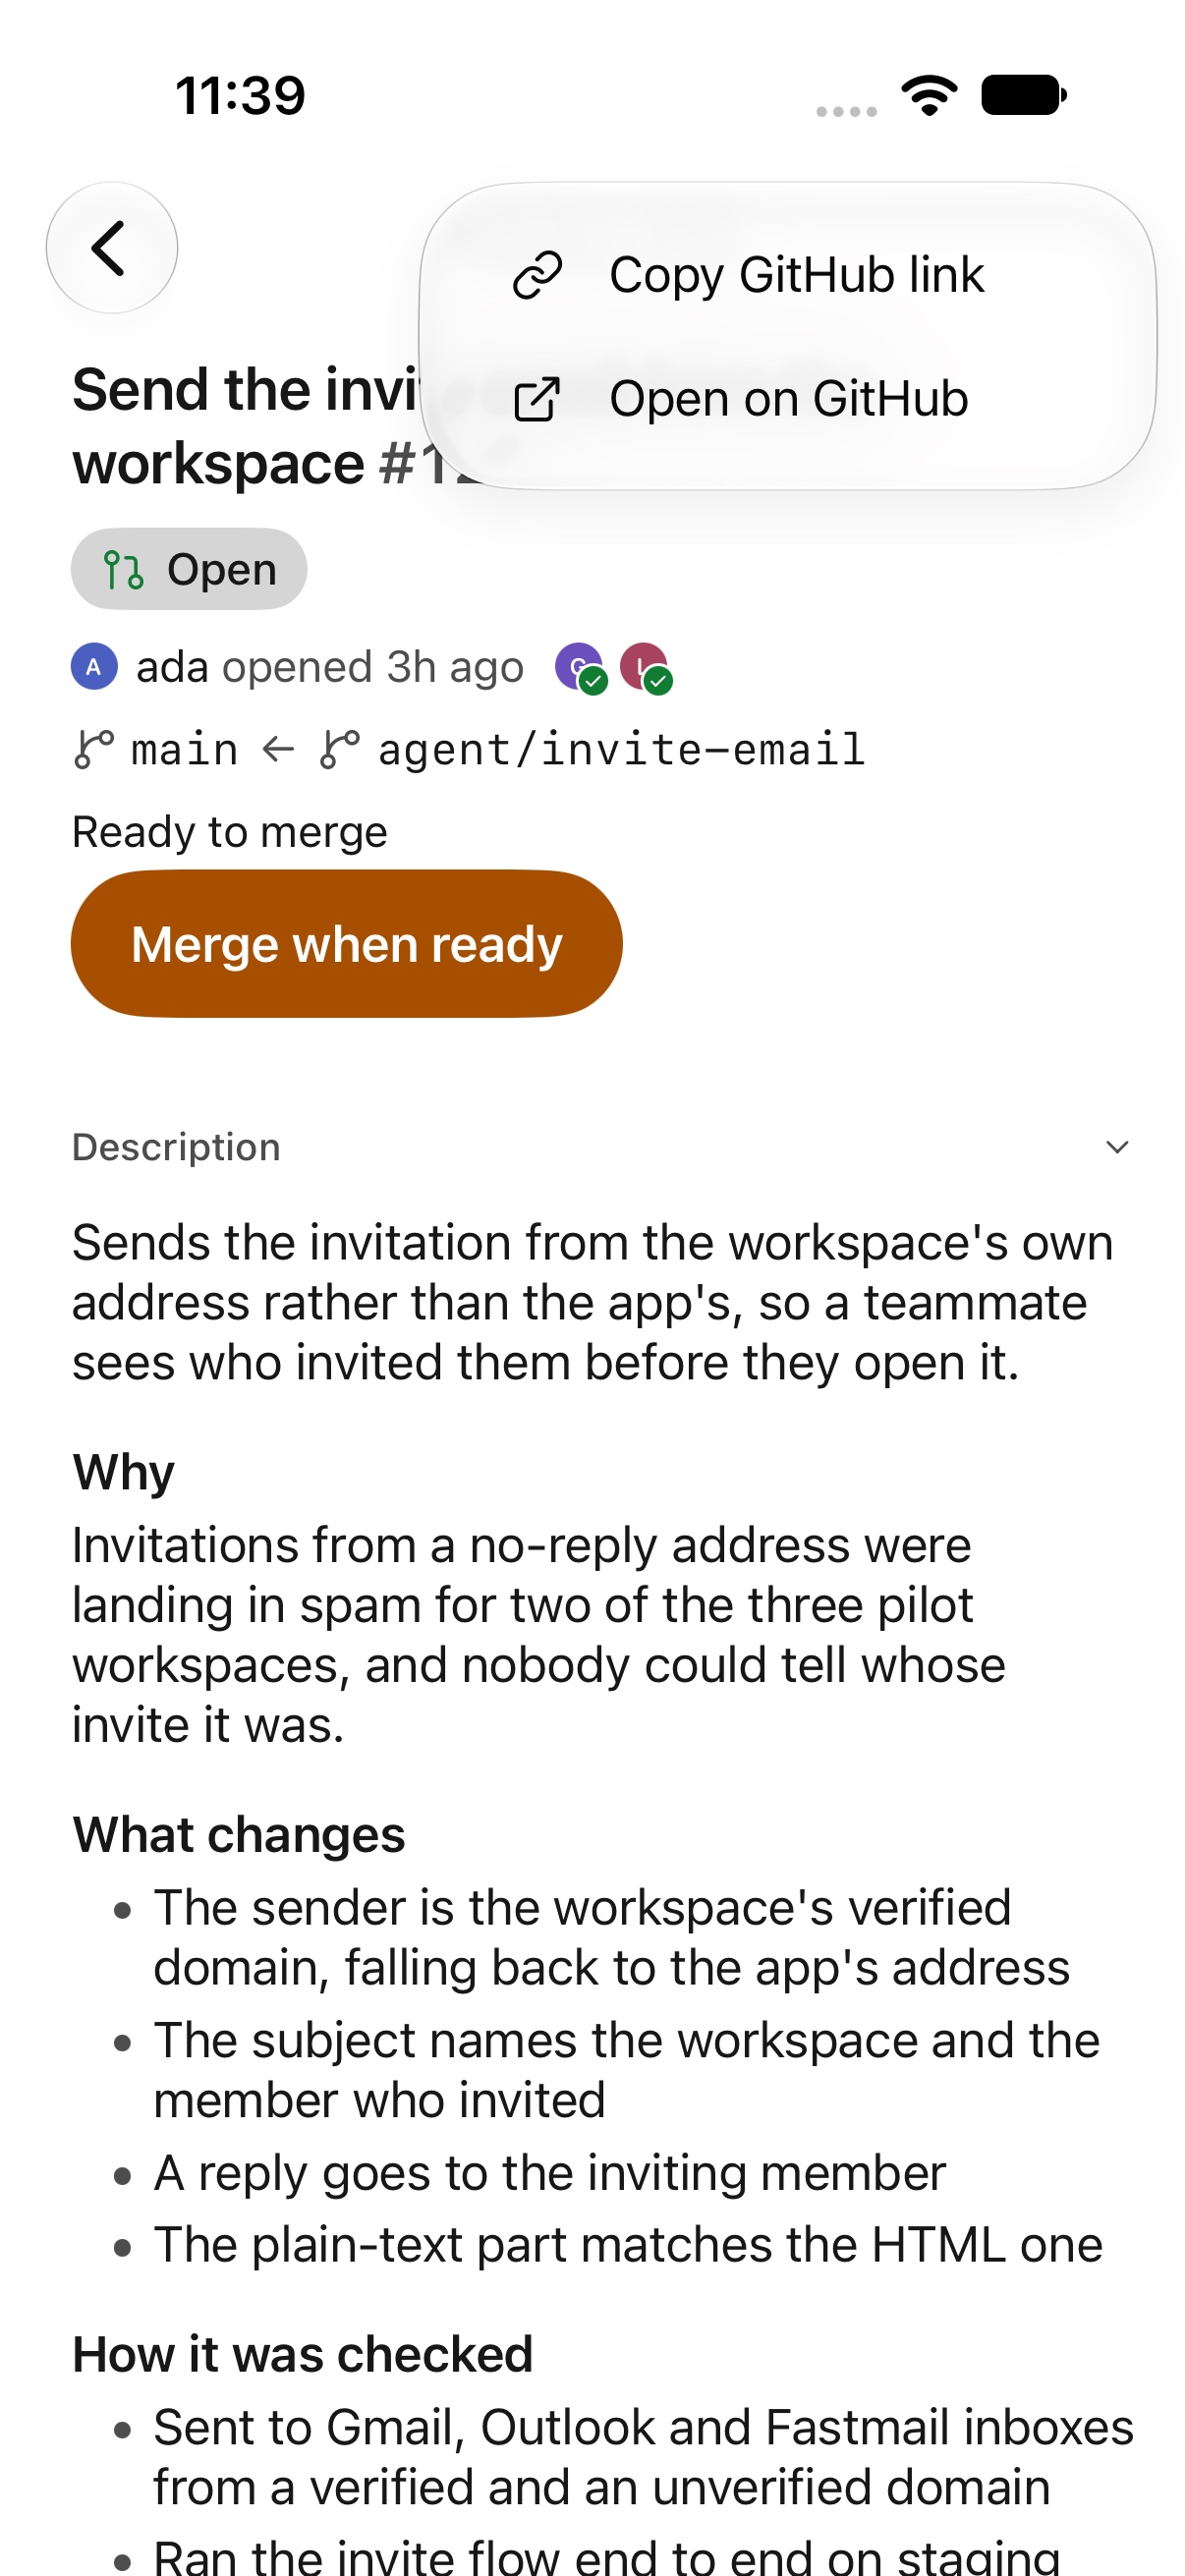 11:39
Copy GitHub link
Open on GitHub
Send the
workspace
Open
A ada opened 3h ago
main ← agent/invite-email
Ready to merge
Merge when ready
Description
Sends the invitation from the workspace's own
address rather than the app's, so a teammate
sees who invited them before they open it.
Why
Invitations from a no-reply address were
landing in spam for two of the three pilot
workspaces, and nobody could tell whose
invite it was.
What changes
• The sender is the workspace's verified
domain, falling back to the app's address
• The subject names the workspace and the
member who invited
• A reply goes to the inviting member
• The plain-text part matches the HTML one
How it was checked
• Sent to Gmail, Outlook and Fastmail inboxes
from a verified and an unverified domain
• Ran the invite flow end to end on staging